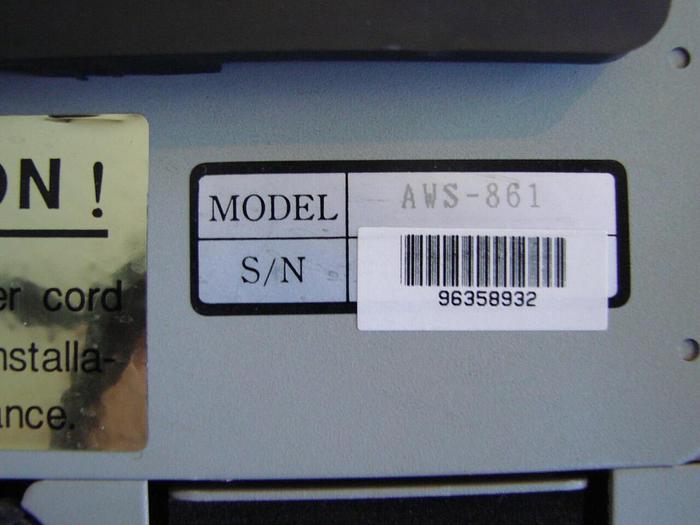 ON!
er cord
nstalla-
ance.
MODEL AWS-861
S/N 96358932